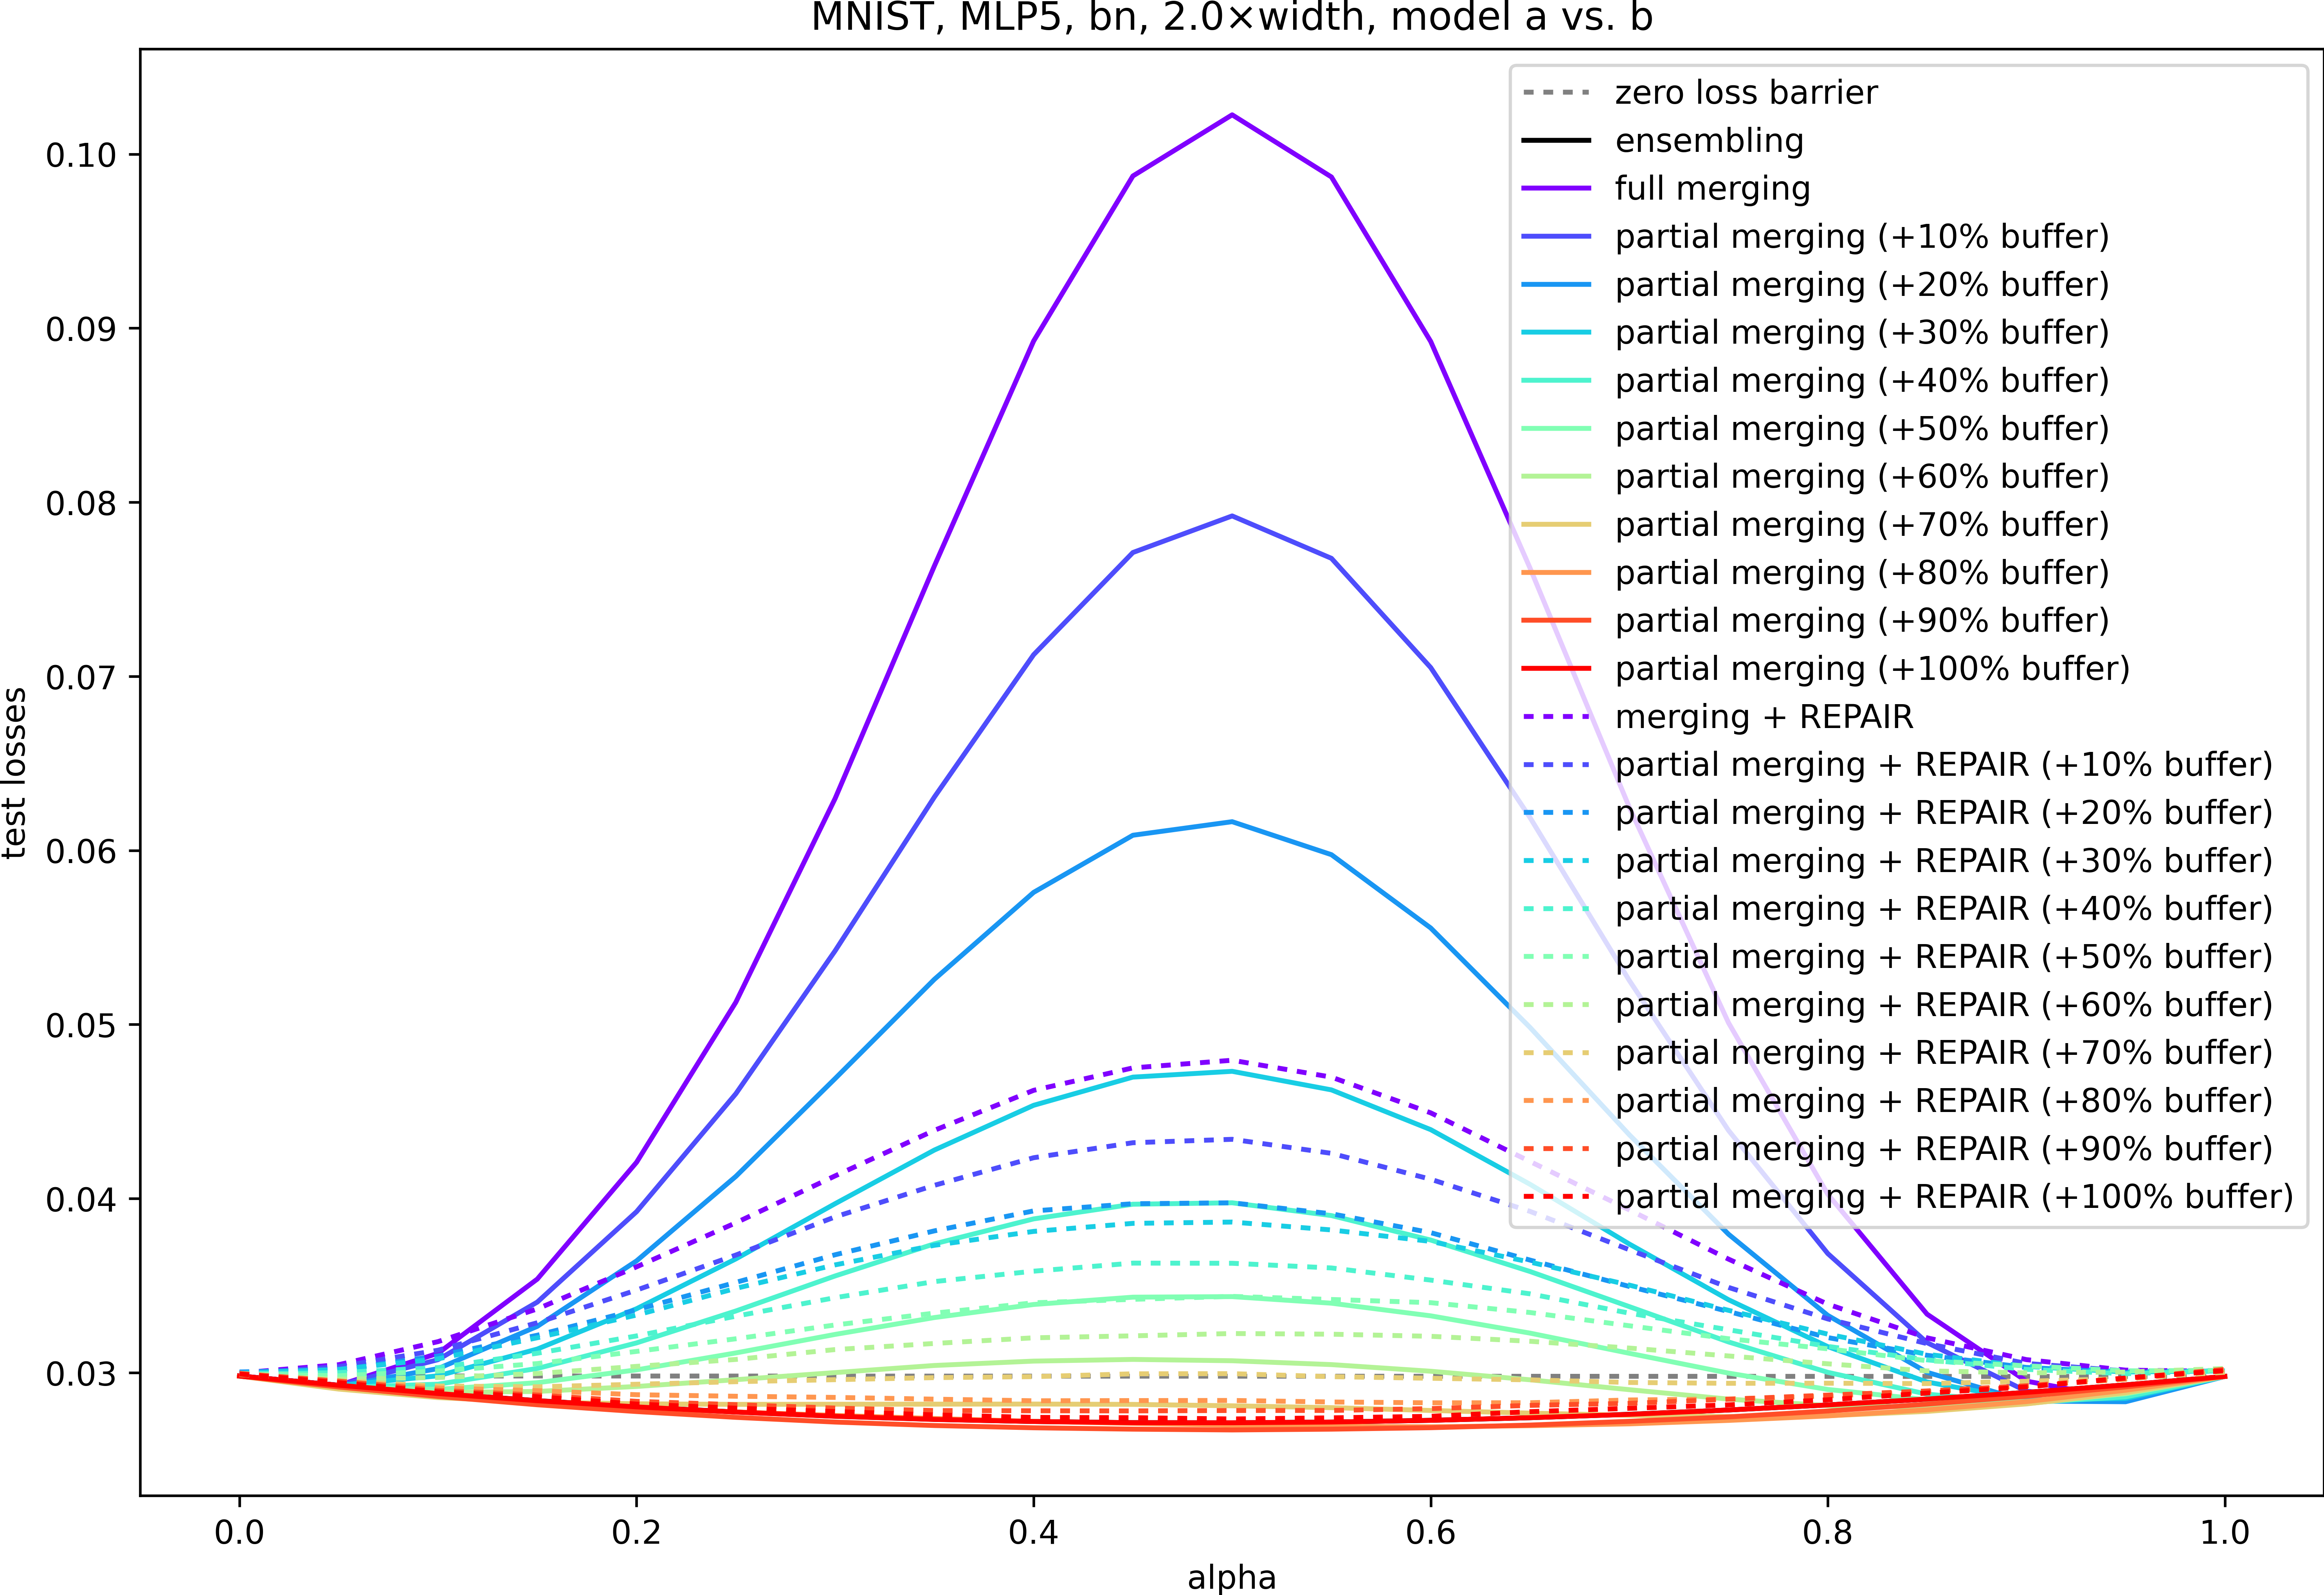 MNIST, MLP5, bn, 2.0×width, model a vs. b
test losses
0.10
0.09
0.08
0.07
0.06
0.05
0.04
0.03
zero loss barrier
ensembling
full merging
partial merging (+10% buffer)
partial merging (+20% buffer)
partial merging (+30% buffer)
partial merging (+40% buffer)
partial merging (+50% buffer)
partial merging (+60% buffer)
partial merging (+70% buffer)
partial merging (+80% buffer)
partial merging (+90% buffer)
partial merging (+100% buffer)
merging + REPAIR
partial merging + REPAIR (+10% buffer)
partial merging + REPAIR (+20% buffer)
partial merging + REPAIR (+30% buffer)
partial merging + REPAIR (+40% buffer)
partial merging + REPAIR (+50% buffer)
partial merging + REPAIR (+60% buffer)
partial merging + REPAIR (+70% buffer)
partial merging + REPAIR (+80% buffer)
partial merging + REPAIR (+90% buffer)
partial merging + REPAIR (+100% buffer)
0.0 0.2 0.4 0.6 0.8 1.0
alpha